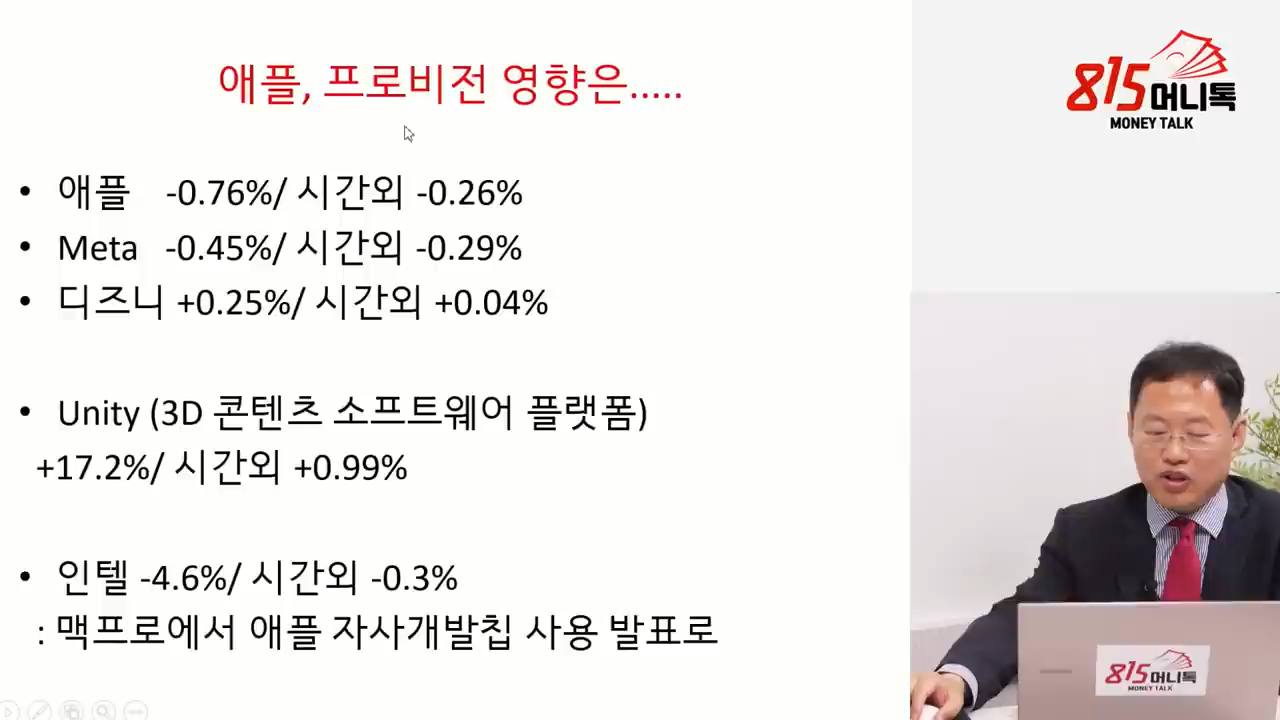 애플, 프로비전 영향은.....
815머니톡
MONEY TALK
• 애플 -0.76%/ 시간외 -0.26%
• Meta -0.45%/ 시간외 -0.29%
• 디즈니 +0.25%/ 시간외 +0.04%
• Unity (3D 콘텐츠 소프트웨어 플랫폼)
+17.2%/ 시간외 +0.99%
• 인텔 -4.6%/ 시간외 -0.3%
: 맥프로에서 애플 자사개발칩 사용 발표로
815머니톡
MONEY TALK